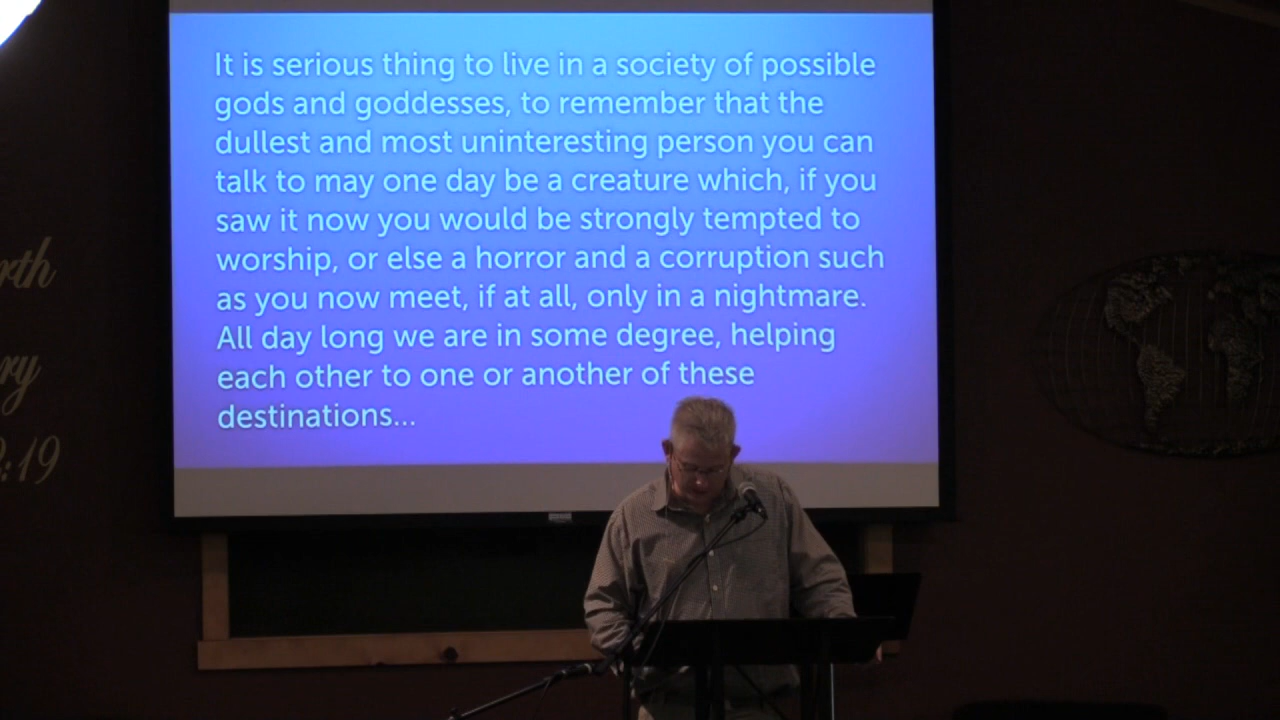 It is serious thing to live in a society of possible
gods and goddesses, to remember that the
dullest and most uninteresting person you can
talk to may one day be a creature which, if you
saw it now you would be strongly tempted to
worship, or else a horror and a corruption such
as you now meet, if at all, only in a nightmare.
All day long we are in some degree, helping
each other to one or another of these
destinations...
rth
ry
:19